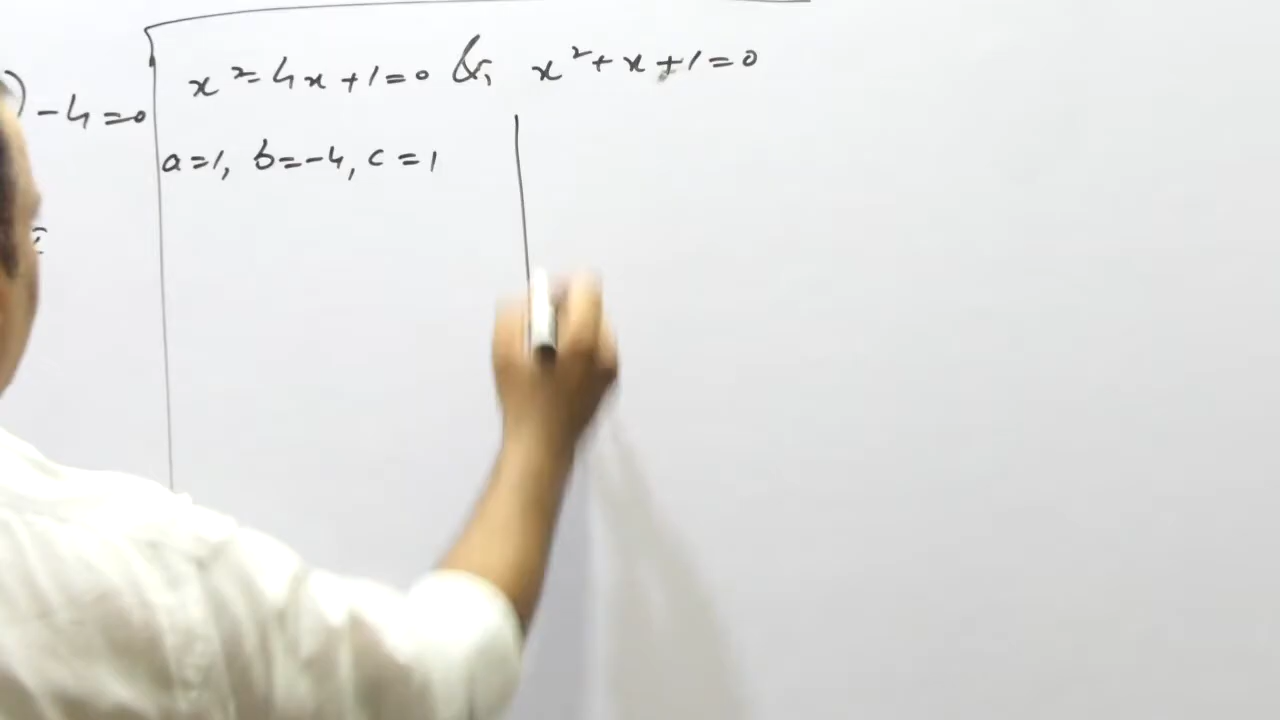 x² - 4x + 1 = 0 & x² + x + 1 = 0
) - 4 = 0
a = 1, b = -4, c = 1